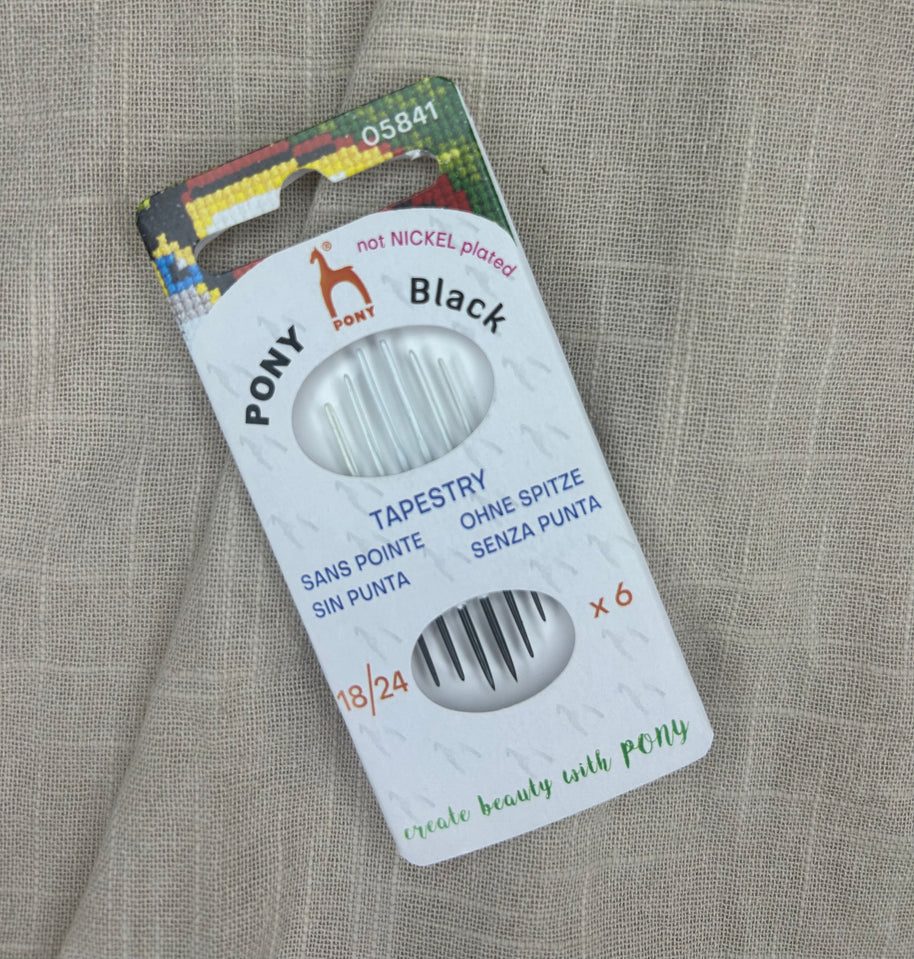 05841
not NICKEL plated
®
PONY
PONY Black
TAPESTRY
SANS POINTE OHNE SPITZE
SIN PUNTA SENZA PUNTA
x 6
18/24
create beauty with PONY